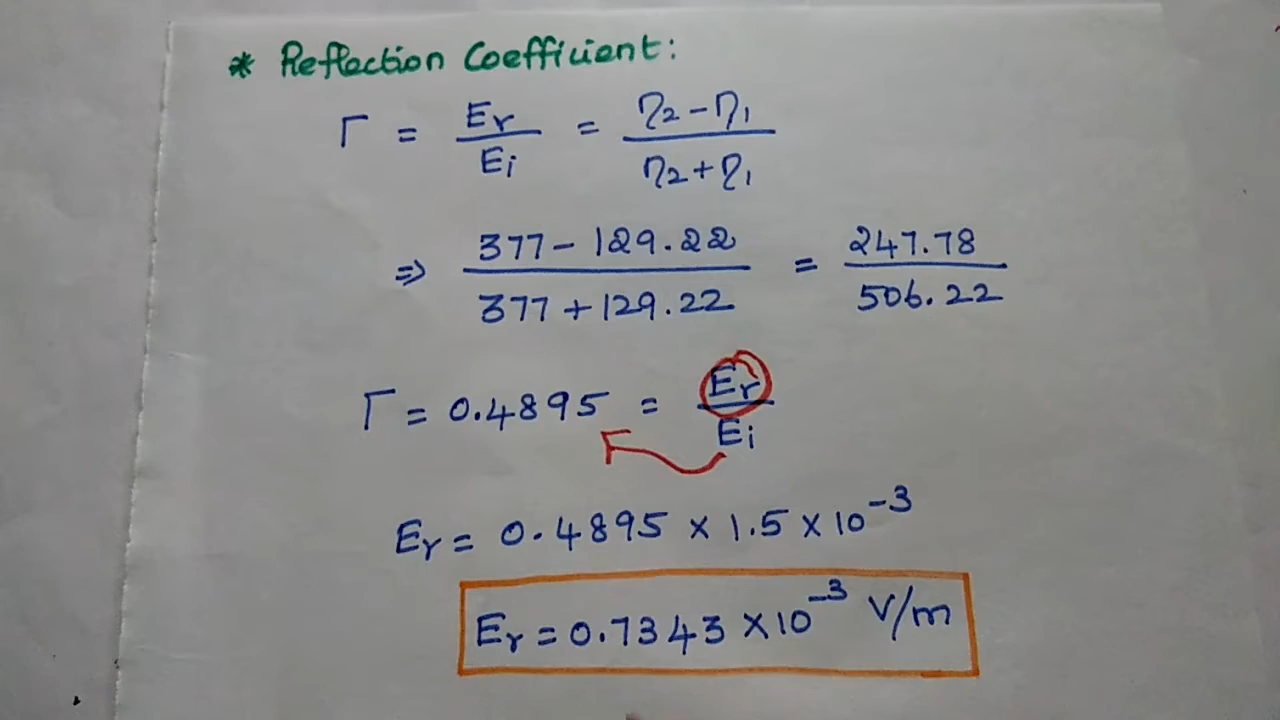 * Reflection Coefficient:
Γ = Er/Ei = η2-η1/η2+η1
⇒ 377-129.22/377+129.22 = 247.78/506.22
Γ = 0.4895 = Er/Ei
Er = 0.4895 × 1.5 × 10⁻³
Er = 0.7343 × 10⁻³ V/m